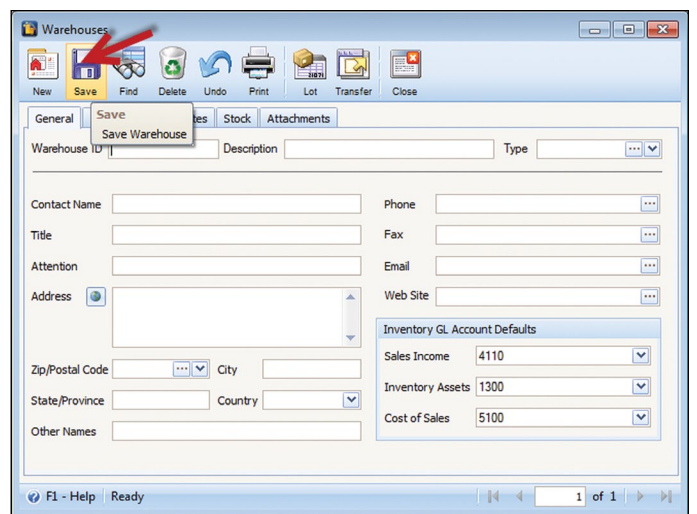 Warehouses
New Save Find Delete Undo Print Lot Transfer Close
General tes Stock Attachments
Save
Save Warehouse
Warehouse ID Description Type
Contact Name Phone
Title Fax
Attention Email
Address Web Site
Inventory GL Account Defaults
Sales Income 4110
Zip/Postal Code City
Inventory Assets 1300
State/Province Country
Cost of Sales 5100
Other Names
F1 - Help Ready 1 of 1